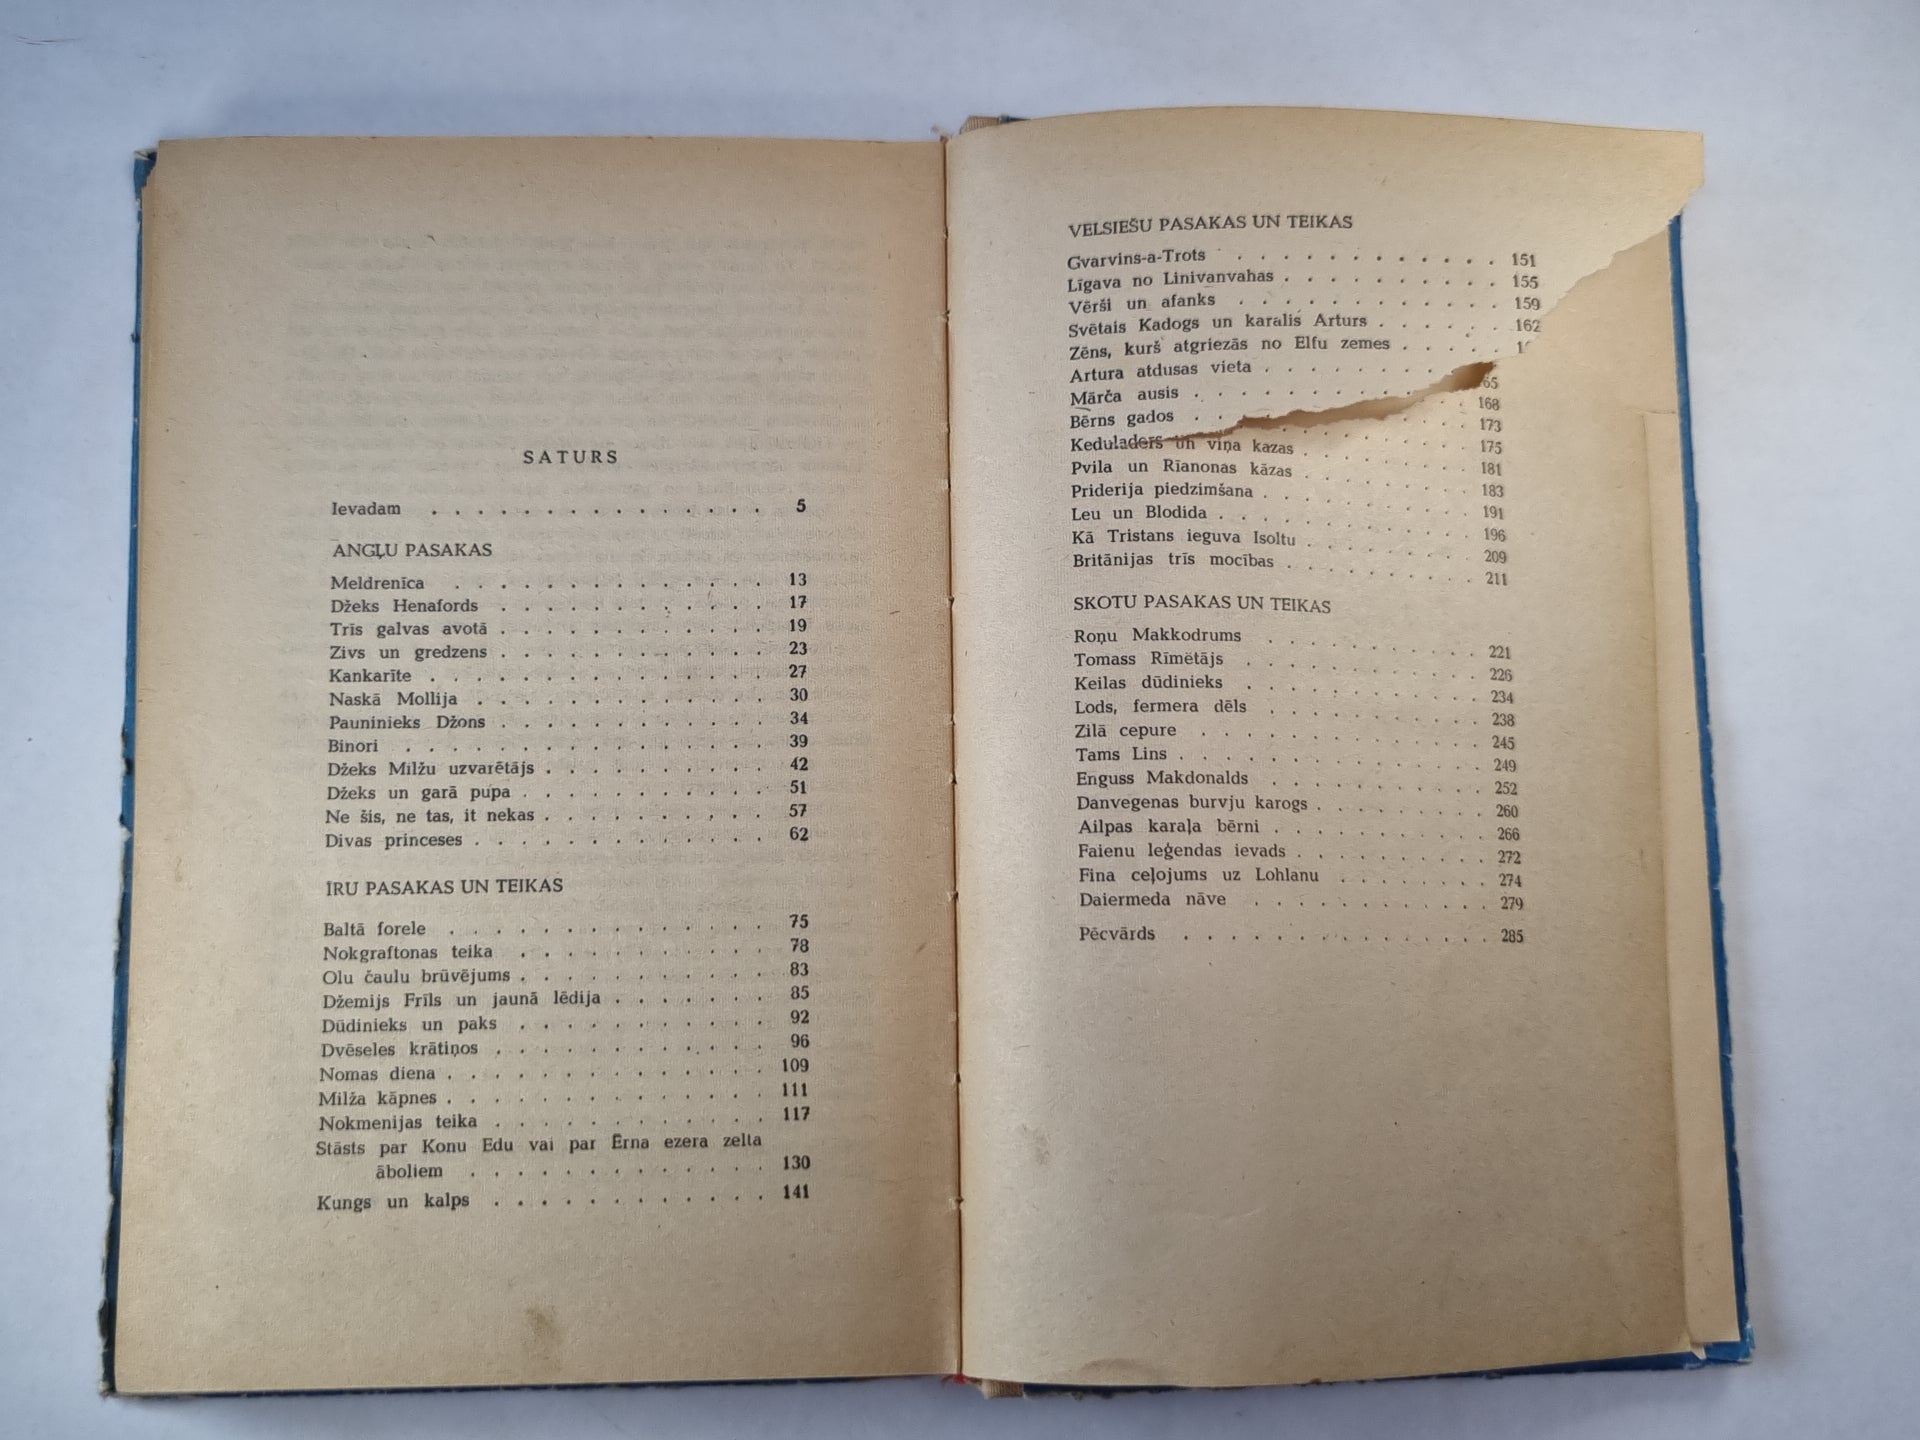 SATURS
Ievadam . . . . . . . . . . . . . . . 5
ANGĻU PASAKAS
Meldrenīca . . . . . . . . . . . . . . 13
Džeks Henafords . . . . . . . . . . . . 17
Trīs galvas avotā . . . . . . . . . . . . 19
Zivs un gredzens . . . . . . . . . . . . 23
Kankarīte . . . . . . . . . . . . . . . 27
Naskā Mollija . . . . . . . . . . . . . 30
Pauninieks Džons . . . . . . . . . . . . 34
Binori . . . . . . . . . . . . . . . . 39
Džeks Milžu uzvarētājs . . . . . . . . . . 42
Džeks un garā pupa . . . . . . . . . . . 51
Ne šis, ne tas, it nekas . . . . . . . . . . 57
Divas princeses . . . . . . . . . . . . . 62
ĪRU PASAKAS UN TEIKAS
Baltā forele . . . . . . . . . . . . . . 75
Nokgraftonas teika . . . . . . . . . . . 78
Olu čaulu brūvējums . . . . . . . . . . . 83
Džemijs Frīls un jaunā lēdija . . . . . . . 85
Dūdinieks un paks . . . . . . . . . . . 92
Dvēseles krātiņos . . . . . . . . . . . . 96
Nomas diena . . . . . . . . . . . . . . 109
Milža kāpnes . . . . . . . . . . . . . . 111
Nokmenijas teika . . . . . . . . . . . . 117
Stāsts par Konu Edu vai par Ērna ezera zelta
āboliem . . . . . . . . . . . . . 130
Kungs un kalps . . . . . . . . . . . . 141
VELSIEŠU PASAKAS UN TEIKAS
Gvarvins-a-Trots . . . . . . . . . . . . 151
Līgava no Linivanvahas . . . . . . . . . . 155
Vērši un afanks . . . . . . . . . . . . 159
Svētais Kadogs un karalis Arturs . . . . . . 162
Zēns, kurš atgriezās no Elfu zemes . . . . . 165
Artura atdusas vieta . . . . . . . . . . 168
Mārča ausis . . . . . . . . . . . . . 173
Bērns gados . . . . . . . . . . . . . 175
Keduladers un viņa kazas . . . . . . . . . 181
Pvila un Rīanonas kāzas . . . . . . . . . 183
Priderija piedzimšana . . . . . . . . . . 191
Leu un Blodida . . . . . . . . . . . . 196
Kā Tristans ieguva Isoltu . . . . . . . . . 209
Britānijas trīs mocības . . . . . . . . . . 211
SKOTU PASAKAS UN TEIKAS
Roņu Makkodrums . . . . . . . . . . . 221
Tomass Rīmētājs . . . . . . . . . . . 226
Keilas dūdinieks . . . . . . . . . . . 234
Lods, fermera dēls . . . . . . . . . . . 238
Zilā cepure . . . . . . . . . . . . . 245
Tams Lins . . . . . . . . . . . . . . 249
Enguss Makdonalds . . . . . . . . . . . 252
Danvegenas burvju karogs . . . . . . . . . 260
Ailpas karaļa bērni . . . . . . . . . . . 266
Faienu leģendas ievads . . . . . . . . . . 272
Fina ceļojums uz Lohlanu . . . . . . . . 274
Daiermeda nāve . . . . . . . . . . . . 279
Pēcvārds . . . . . . . . . . . . . . 285